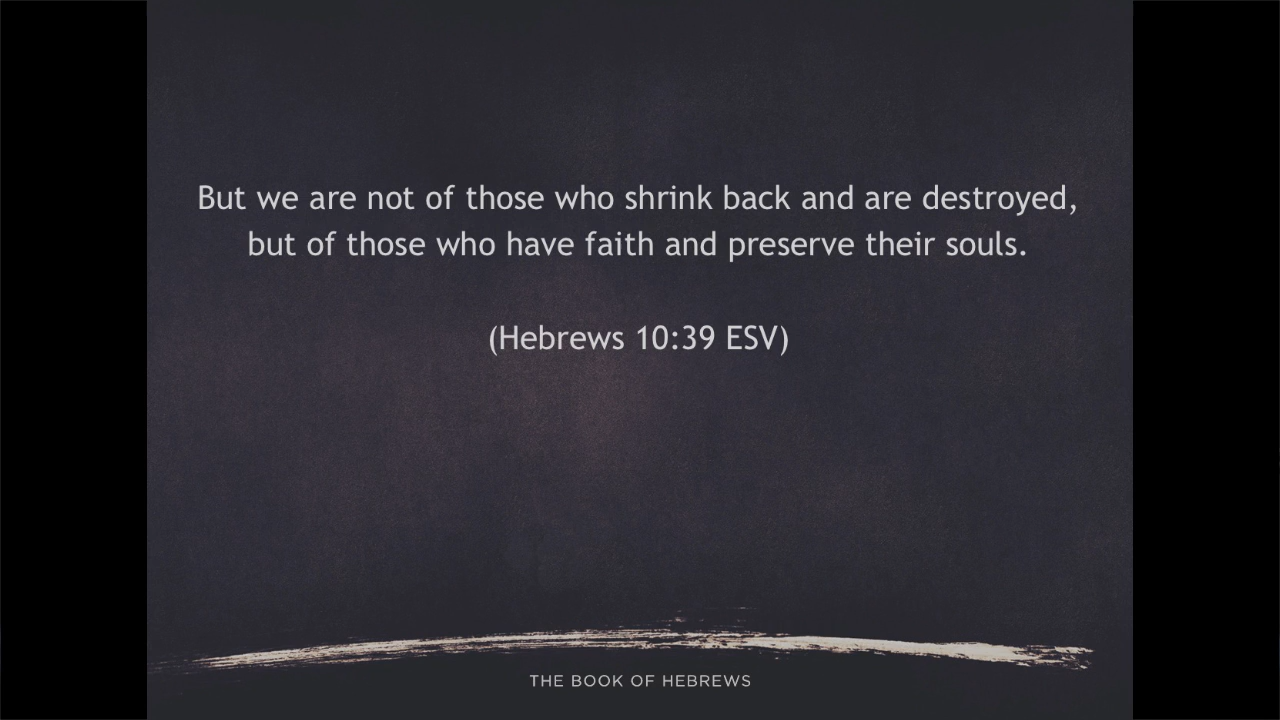 But we are not of those who shrink back and are destroyed,
but of those who have faith and preserve their souls.
(Hebrews 10:39 ESV)
THE BOOK OF HEBREWS